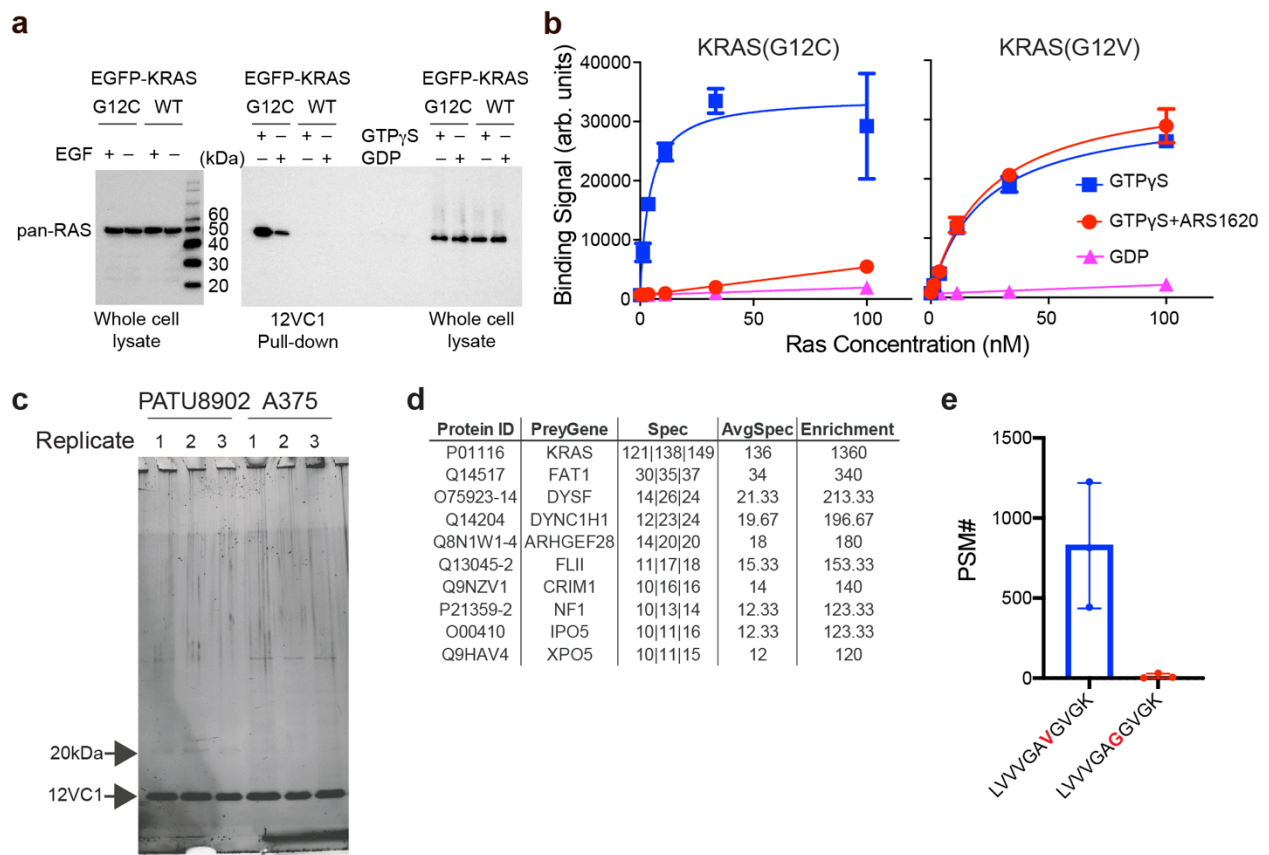 a
EGFP-KRAS EGFP-KRAS EGFP-KRAS
G12C WT G12C WT G12C WT
+ − + − GTPγS
EGF + − + − (kDa) − + − + GDP − + − +
pan-RAS
60
50
40
30
20
Whole cell lysate
12VC1 Pull-down
Whole cell lysate
b
KRAS(G12C) KRAS(G12V)
Binding Signal (arb. units)
40000
30000
20000
10000
0
0 50 100 0 50 100
Ras Concentration (nM)
GTPγS
GTPγS+ARS1620
GDP
c
PATU8902 A375
Replicate 1 2 3 1 2 3
20kDa
12VC1
d
Protein ID PreyGene Spec AvgSpec Enrichment
P01116 KRAS 121|138|149 136 1360
Q14517 FAT1 30|35|37 34 340
O75923-14 DYSF 14|26|24 21.33 213.33
Q14204 DYNC1H1 12|23|24 19.67 196.67
Q8N1W1-4 ARHGEF28 14|20|20 18 180
Q13045-2 FLII 11|17|18 15.33 153.33
Q9NZV1 CRIM1 10|16|16 14 140
P21359-2 NF1 10|13|14 12.33 123.33
O00410 IPO5 10|11|16 12.33 123.33
Q9HAV4 XPO5 10|11|15 12 120
e
PSM#
1500
1000
500
0
LVVVGAVGVGK
LVVVGAGGVGK